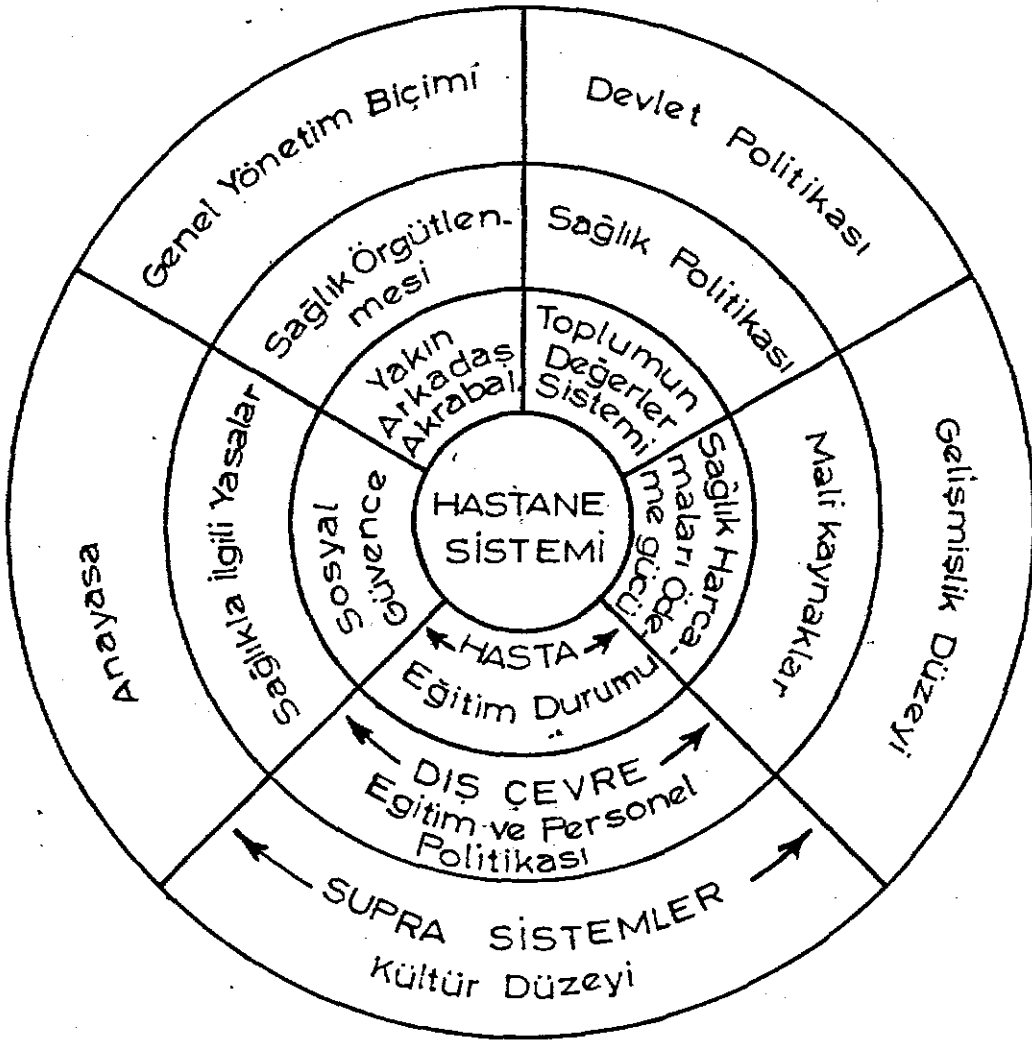 Genel Yönetim Biçimi
Devlet Politikası
Sağlık Örgütlen-
mesi
Sağlık Politikası
Yakın
Arkadaş
Akrabal.
Toplumun
Değerler
Sistemi
Anayasa
Sağlıkla İlgili Yasalar
Sosyal
Güvence
HASTANE
SİSTEMİ
Sağlık Harca-
maları Öde-
me gücü
Mali kaynaklar
Gelişmişlik Düzeyi
HASTA
Eğitim Durumu
DIŞ ÇEVRE
Egitim ve Personel
Politikası
SUPRA SİSTEMLER
Kültür Düzeyi